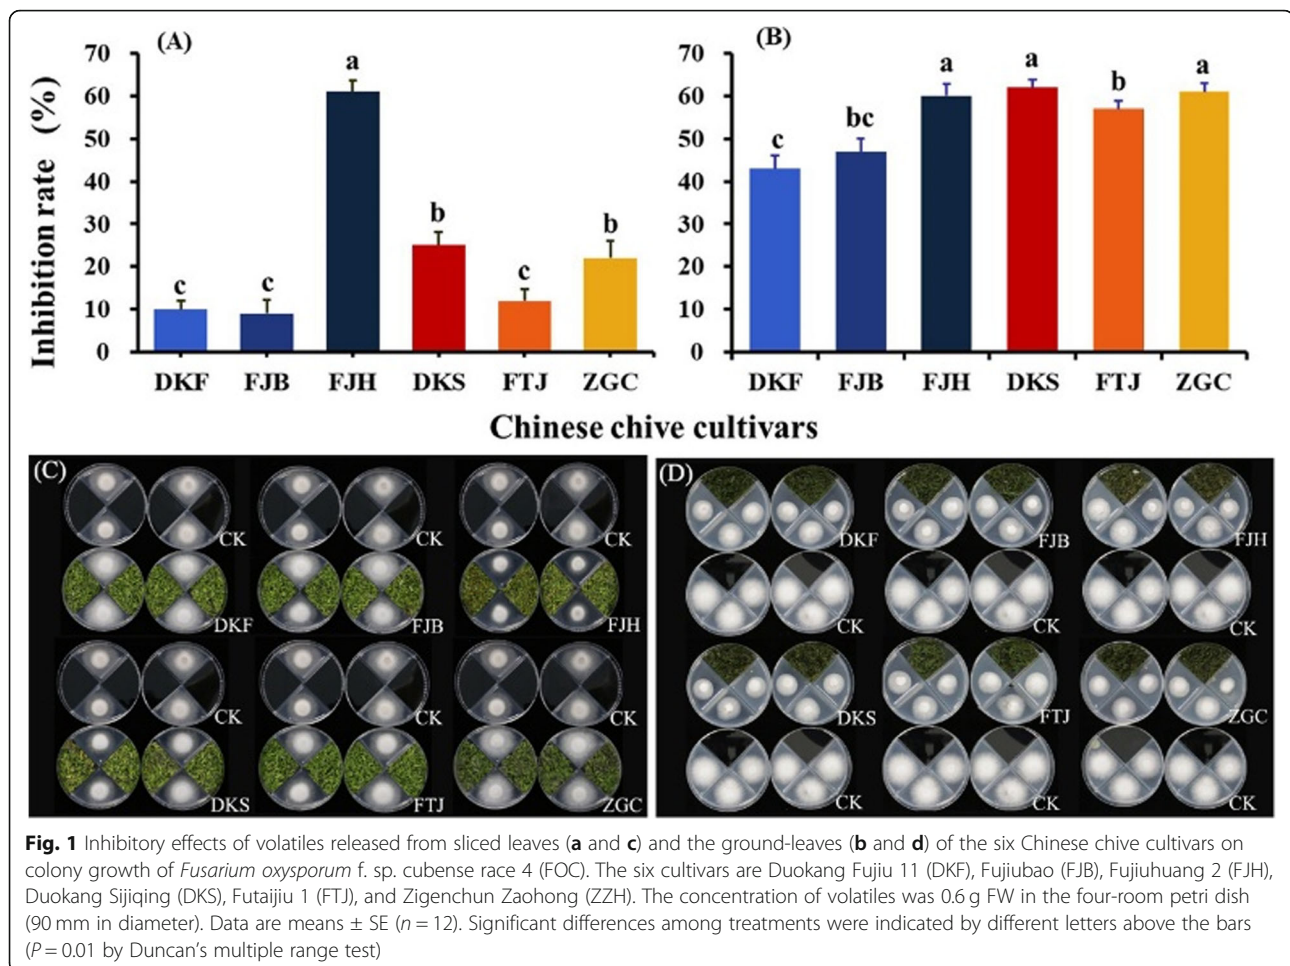 (A)
(B)
Inhibition rate (%)
70
60
50
40
30
20
10
0
c
c
a
b
c
b
DKF FJB FJH DKS FTJ ZGC
70
60
50
40
30
20
10
0
c
bc
a
a
b
a
DKF FJB FJH DKS FTJ ZGC
Chinese chive cultivars
(C)
CK CK CK
DKF FJB FJH
CK CK CK
DKS FTJ ZGC
(D)
DKF FJB FJH
CK CK CK
DKS FTJ ZGC
CK CK CK
Fig. 1 Inhibitory effects of volatiles released from sliced leaves (a and c) and the ground-leaves (b and d) of the six Chinese chive cultivars on
colony growth of Fusarium oxysporum f. sp. cubense race 4 (FOC). The six cultivars are Duokang Fujiu 11 (DKF), Fujiubao (FJB), Fujiuhuang 2 (FJH),
Duokang Sijiqing (DKS), Futaijiu 1 (FTJ), and Zigenchun Zaohong (ZZH). The concentration of volatiles was 0.6 g FW in the four-room petri dish
(90 mm in diameter). Data are means ± SE (n = 12). Significant differences among treatments were indicated by different letters above the bars
(P = 0.01 by Duncan's multiple range test)